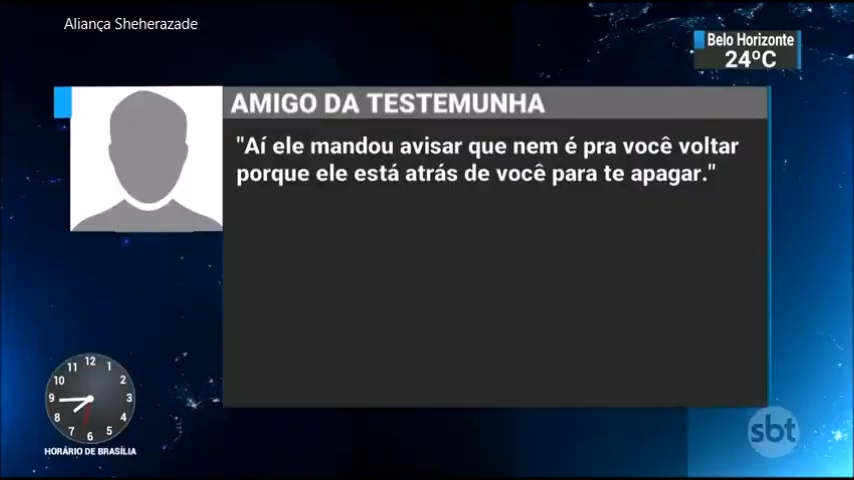 Aliança Sheherazade
Belo Horizonte
24ºC
AMIGO DA TESTEMUNHA
"Aí ele mandou avisar que nem é pra você voltar
porque ele está atrás de você para te apagar."
12
1
2
3
4
5
6
7
8
9
10
11
HORÁRIO DE BRASÍLIA
sbt